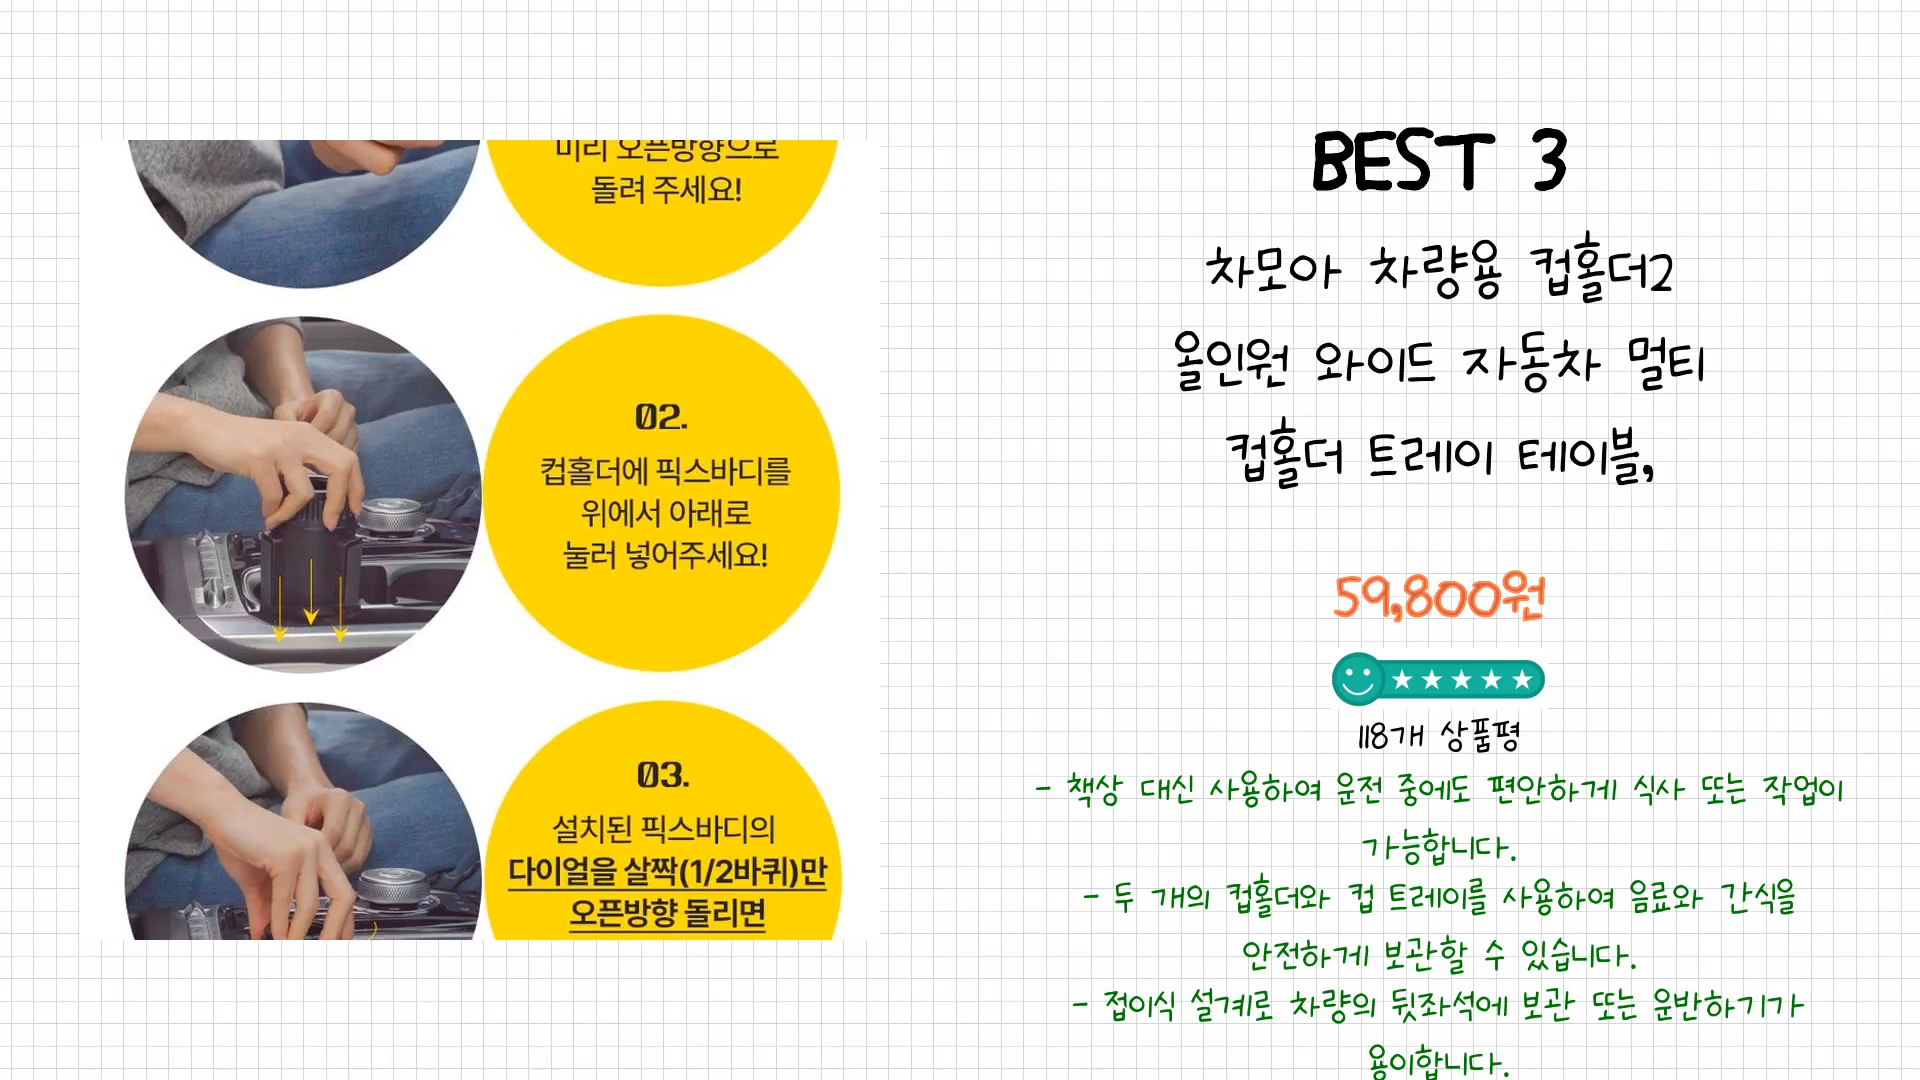 미리 오픈방향으로
돌려 주세요!
02.
컵홀더에 픽스바디를
위에서 아래로
눌러 넣어주세요!
03.
설치된 픽스바디의
다이얼을 살짝(1/2바퀴)만
오픈방향 돌리면
BEST 3
차모아 차량용 컵홀더2
올인원 와이드 자동차 멀티
컵홀더 트레이 테이블,
59,800원
118개 상품평
- 책상 대신 사용하여 운전 중에도 편안하게 식사 또는 작업이
가능합니다.
- 두 개의 컵홀더와 컵 트레이를 사용하여 음료와 간식을
안전하게 보관할 수 있습니다.
- 접이식 설계로 차량의 뒷좌석에 보관 또는 운반하기가
용이합니다.